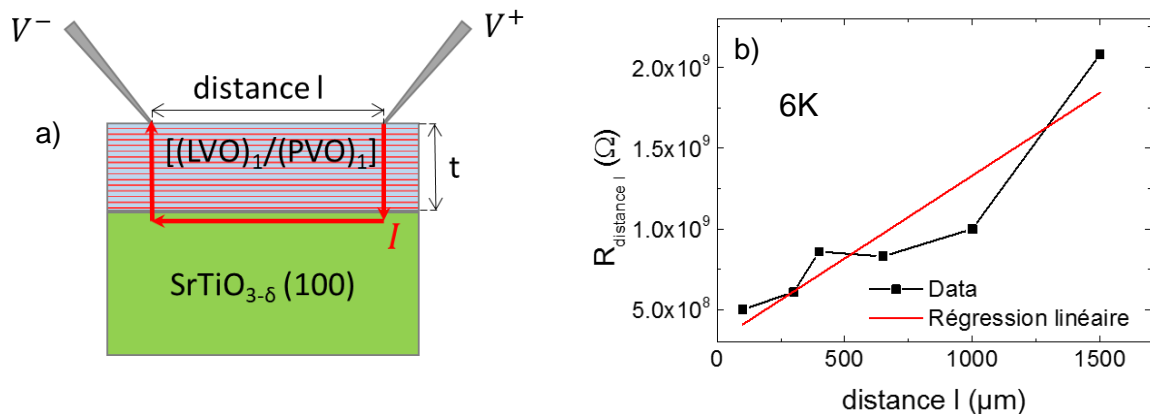 a)
V⁻
V⁺
distance l
[(LVO)₁/(PVO)₁]
t
I
SrTiO₃₋δ (100)
b)
6K
R_distance l (Ω)
2.0x10⁹
1.5x10⁹
1.0x10⁹
5.0x10⁸
Data
Régression linéaire
0
500
1000
1500
distance l (µm)